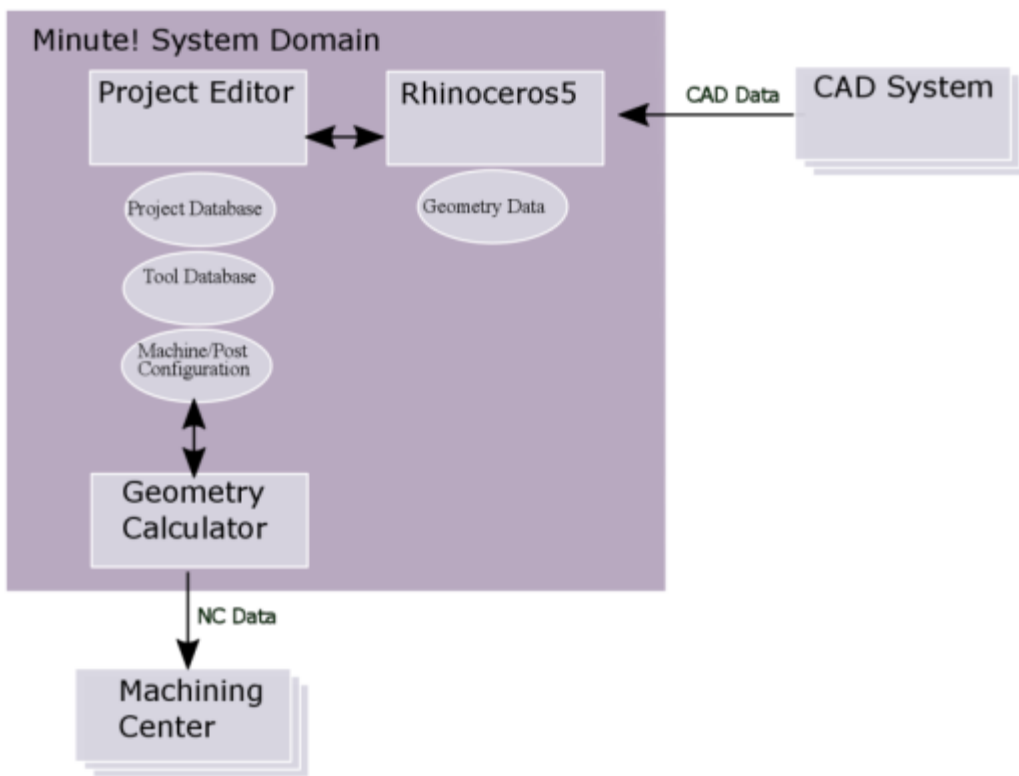 Minute! System Domain
Project Editor
Rhinoceros5
CAD Data
CAD System
Project Database
Geometry Data
Tool Database
Machine/Post
Configuration
Geometry
Calculator
NC Data
Machining
Center